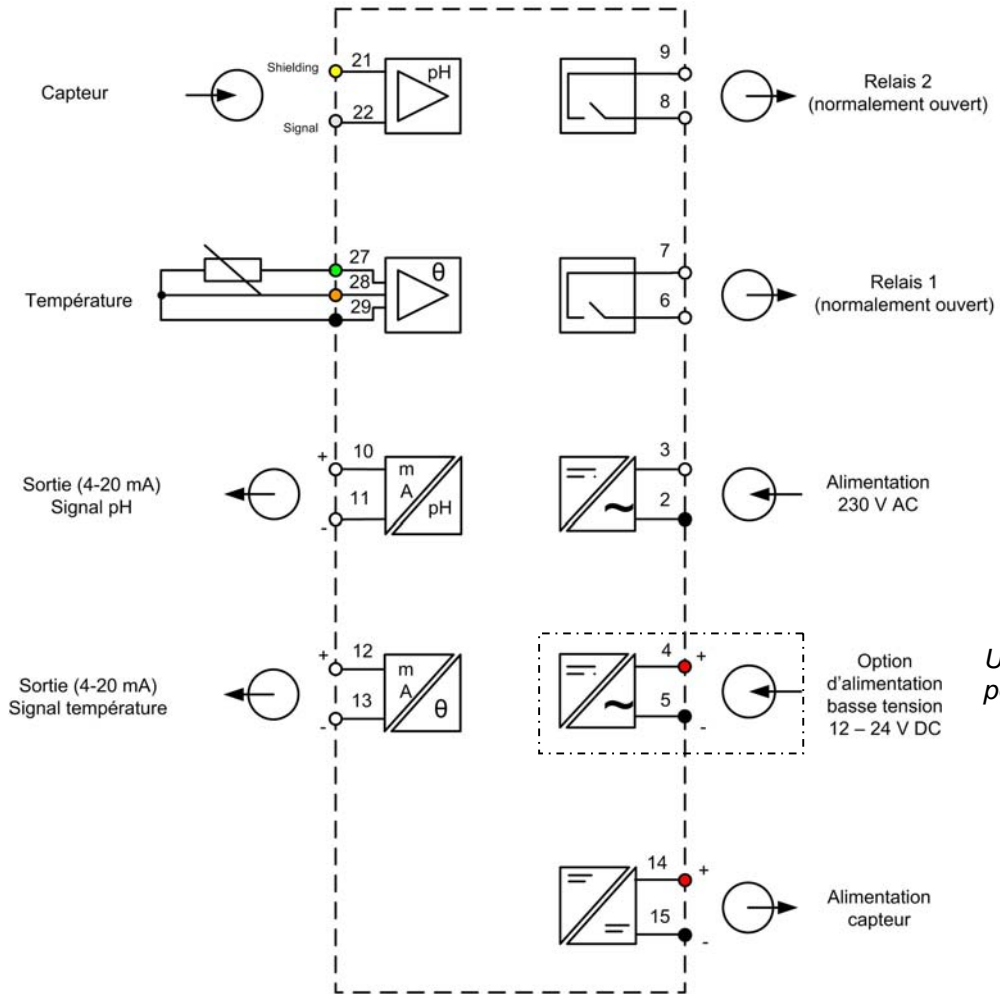 Capteur
Shielding
21
pH
22
Signal
9
8
Relais 2
(normalement ouvert)
Température
27
28
29
θ
7
6
Relais 1
(normalement ouvert)
Sortie (4-20 mA)
Signal pH
+
10
11
-
m
A
pH
3
2
~
Alimentation
230 V AC
Sortie (4-20 mA)
Signal température
+
12
13
-
m
A
θ
4
+
5
-
~
Option
d'alimentation
basse tension
12 – 24 V DC
14
+
15
-
Alimentation
capteur